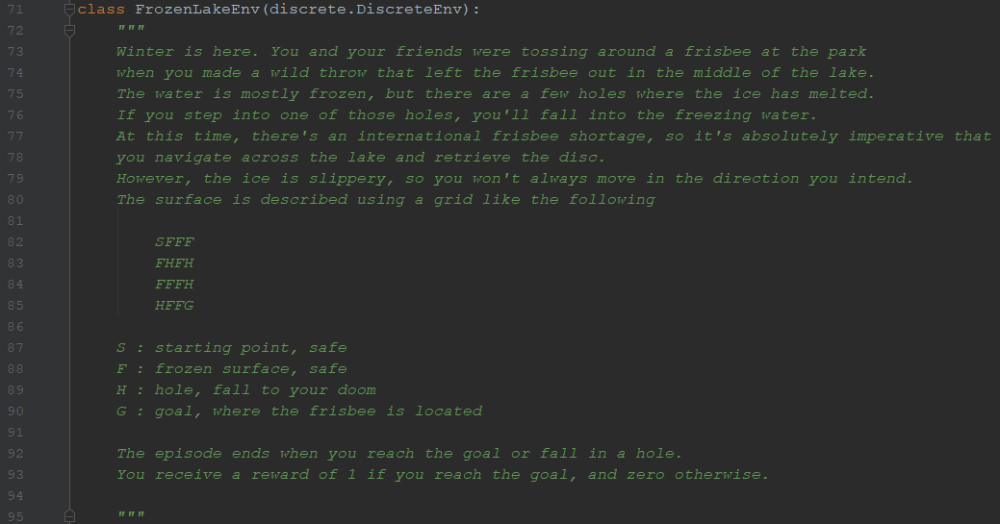 71 class FrozenLakeEnv(discrete.DiscreteEnv):
72 """
73 Winter is here. You and your friends were tossing around a frisbee at the park
74 when you made a wild throw that left the frisbee out in the middle of the lake.
75 The water is mostly frozen, but there are a few holes where the ice has melted.
76 If you step into one of those holes, you'll fall into the freezing water.
77 At this time, there's an international frisbee shortage, so it's absolutely imperative that
78 you navigate across the lake and retrieve the disc.
79 However, the ice is slippery, so you won't always move in the direction you intend.
80 The surface is described using a grid like the following
81
82 SFFF
83 FHFH
84 FFFH
85 HFFG
86
87 S : starting point, safe
88 F : frozen surface, safe
89 H : hole, fall to your doom
90 G : goal, where the frisbee is located
91
92 The episode ends when you reach the goal or fall in a hole.
93 You receive a reward of 1 if you reach the goal, and zero otherwise.
94
95 """